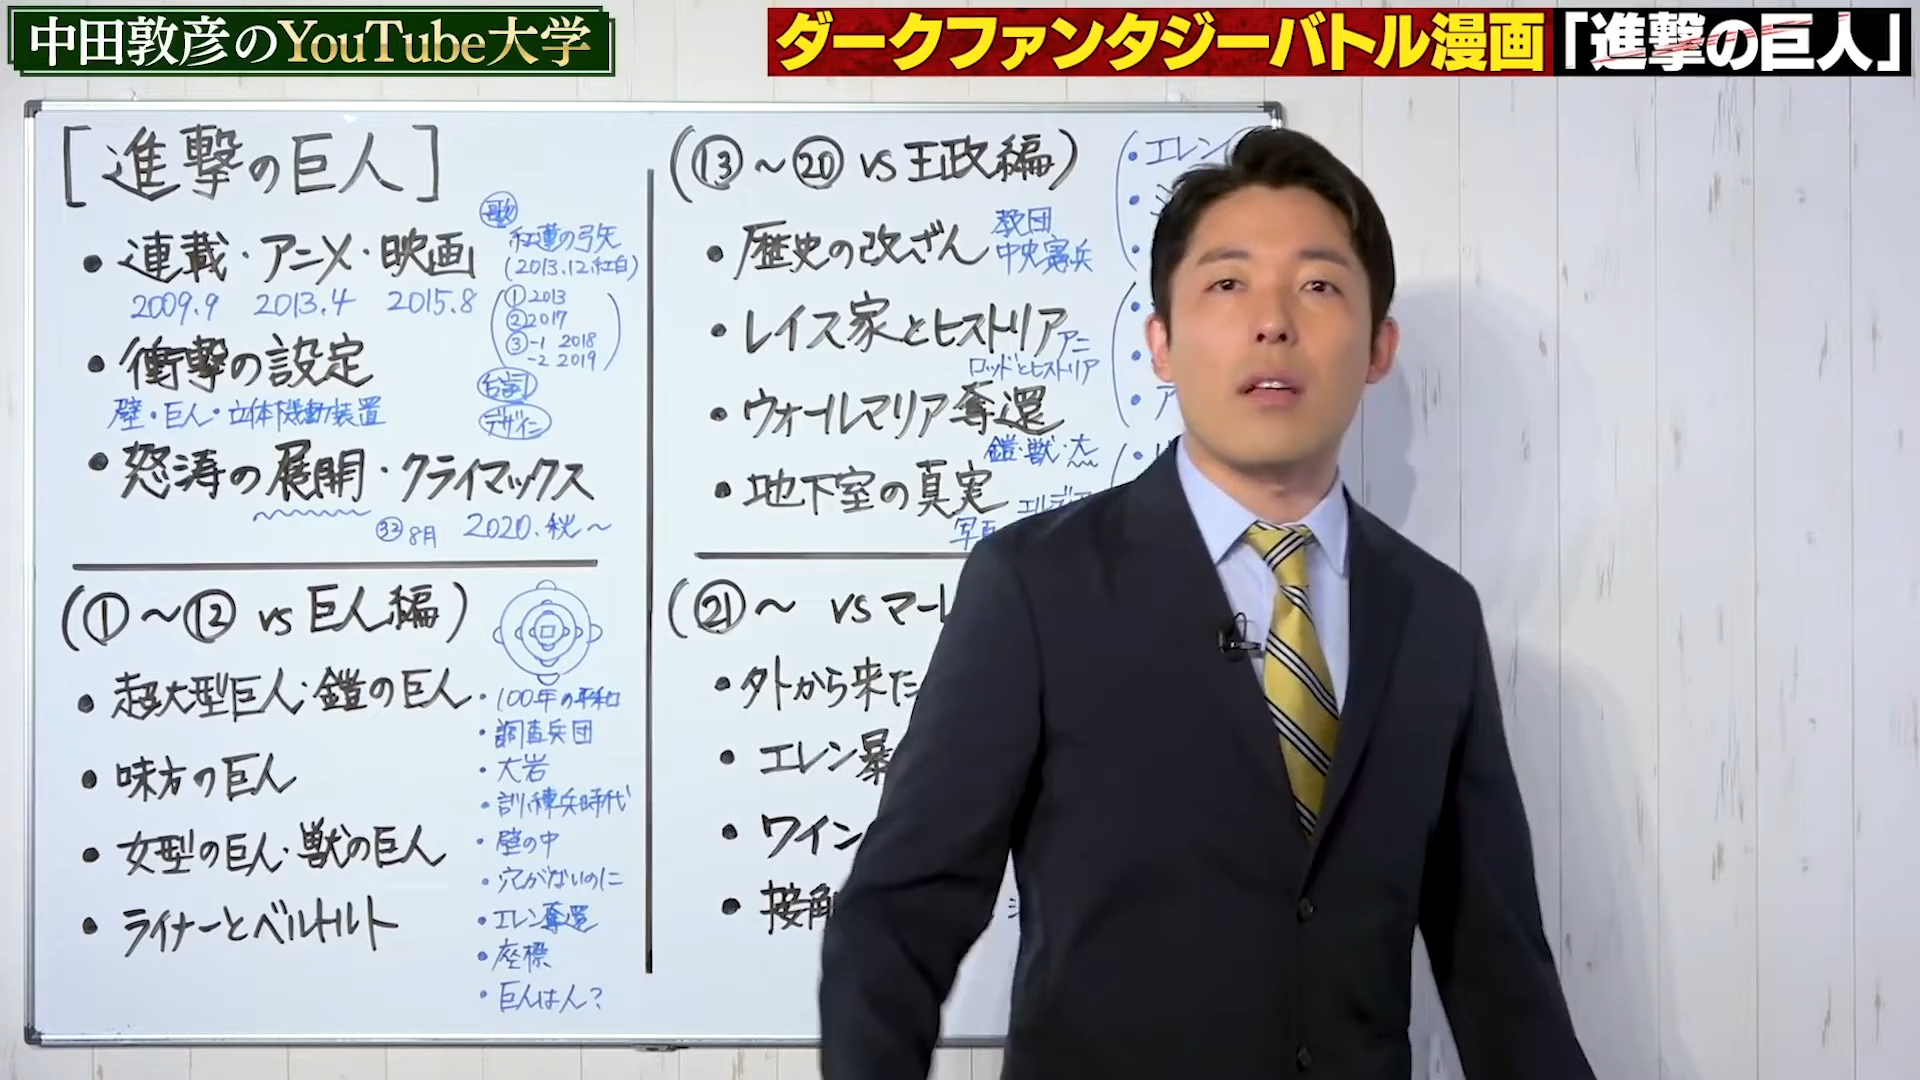 中田敦彦のYouTube大学
ダークファンタジーバトル漫画「進撃の巨人」
[進撃の巨人]
・連載・アニメ・映画
2009.9 2013.4 2015.8
歌
紅蓮の弓矢
(2013.12.紅白)
①2013
②2017
③-1 2018
-2 2019
・衝撃の設定
壁・巨人・立体機動装置
台詞
デザイン
・怒涛の展開・クライマックス
㉝8月 2020.秋~
(①~⑫ vs 巨人編)
・超大型巨人・鎧の巨人
・味方の巨人
・女型の巨人・獣の巨人
・ライナーとベルトルト
・100年の平和
・調査兵団
・大岩
・訓練兵時代
・壁の中
・穴がないのに
・エレン奪還
・座標
・巨人は人?
(⑬~⑳ vs 王政編)
・歴史の改ざん
教団
中央憲兵
・レイス家とヒストリア
アニ
ロッドとヒストリア
・ウォールマリア奪還
鎧・獣・大
・地下室の真実
エルディア
・エレン
(㉑~ vs マーレ
・外から来た
・エレン暴
・ワイン
・接触